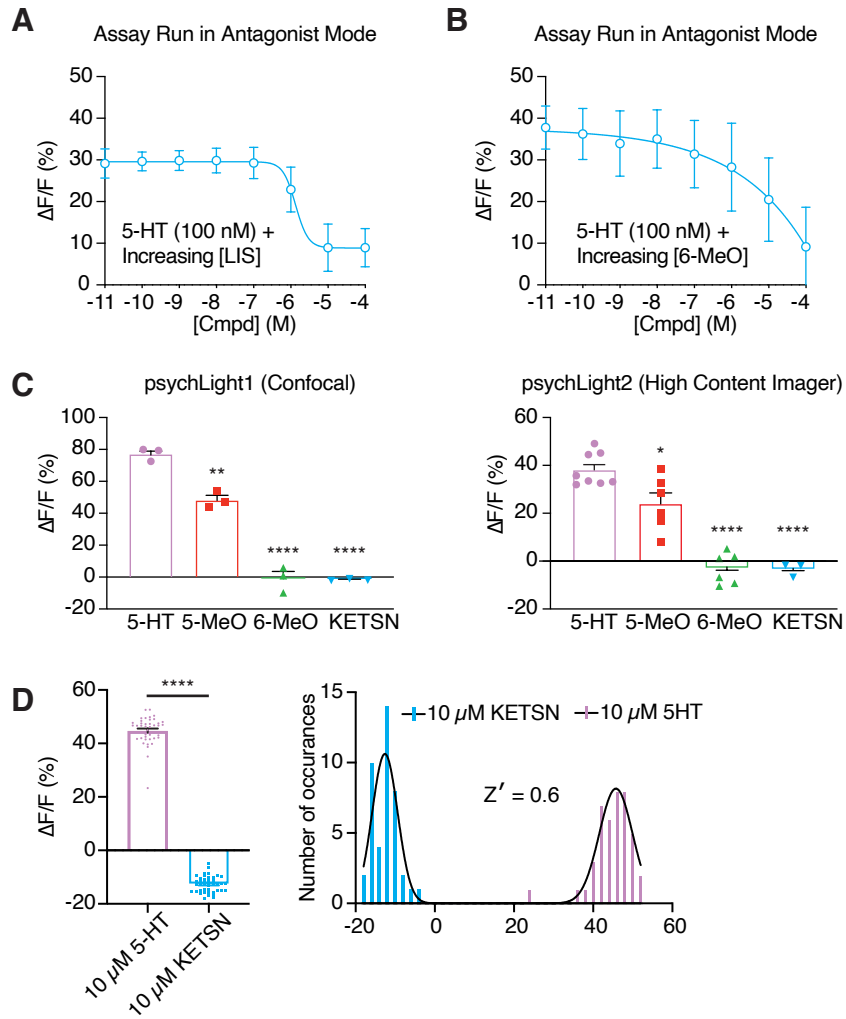 A
Assay Run in Antagonist Mode
50
40
30
20
10
0
ΔF/F (%)
5-HT (100 nM) +
Increasing [LIS]
-11 -10 -9 -8 -7 -6 -5 -4
[Cmpd] (M)
B
Assay Run in Antagonist Mode
50
40
30
20
10
0
ΔF/F (%)
5-HT (100 nM) +
Increasing [6-MeO]
-11 -10 -9 -8 -7 -6 -5 -4
[Cmpd] (M)
C
psychLight1 (Confocal)
100
80
60
40
20
0
-20
ΔF/F (%)
**
**** ****
5-HT 5-MeO 6-MeO KETSN
psychLight2 (High Content Imager)
60
40
20
0
-20
ΔF/F (%)
*
**** ****
5-HT 5-MeO 6-MeO KETSN
D
****
60
40
20
0
-20
ΔF/F (%)
10 µM 5-HT
10 µM KETSN
15
10
5
0
Number of occurances
10 µM KETSN 10 µM 5HT
Z′ = 0.6
-20 0 20 40 60